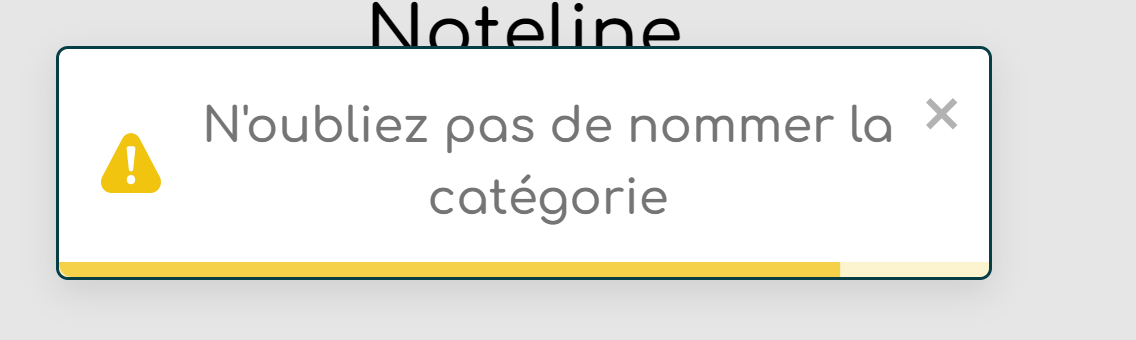 Noteline
N'oubliez pas de nommer la
catégorie